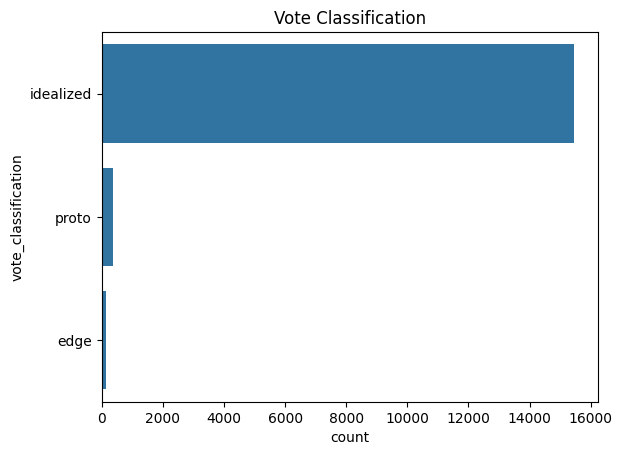 Vote Classification
vote_classification
idealized
proto
edge
0 2000 4000 6000 8000 10000 12000 14000 16000
count